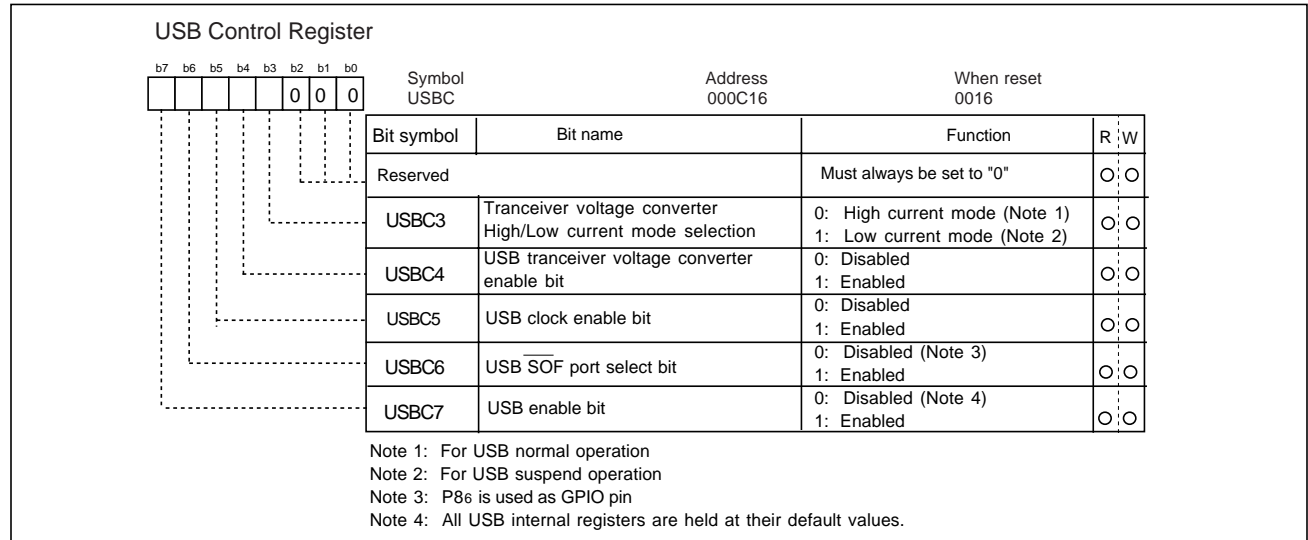 USB Control Register
b7 b6 b5 b4 b3 b2 b1 b0
0 0 0
Symbol Address When reset
USBC 000C16 0016
Bit symbol Bit name Function R W
Reserved Must always be set to "0" O O
USBC3 Tranceiver voltage converter 0: High current mode (Note 1) O O
High/Low current mode selection 1: Low current mode (Note 2)
USBC4 USB tranceiver voltage converter 0: Disabled O O
enable bit 1: Enabled
USBC5 USB clock enable bit 0: Disabled O O
1: Enabled
USBC6 USB S̅O̅F̅ port select bit 0: Disabled (Note 3) O O
1: Enabled
USBC7 USB enable bit 0: Disabled (Note 4) O O
1: Enabled
Note 1: For USB normal operation
Note 2: For USB suspend operation
Note 3: P86 is used as GPIO pin
Note 4: All USB internal registers are held at their default values.